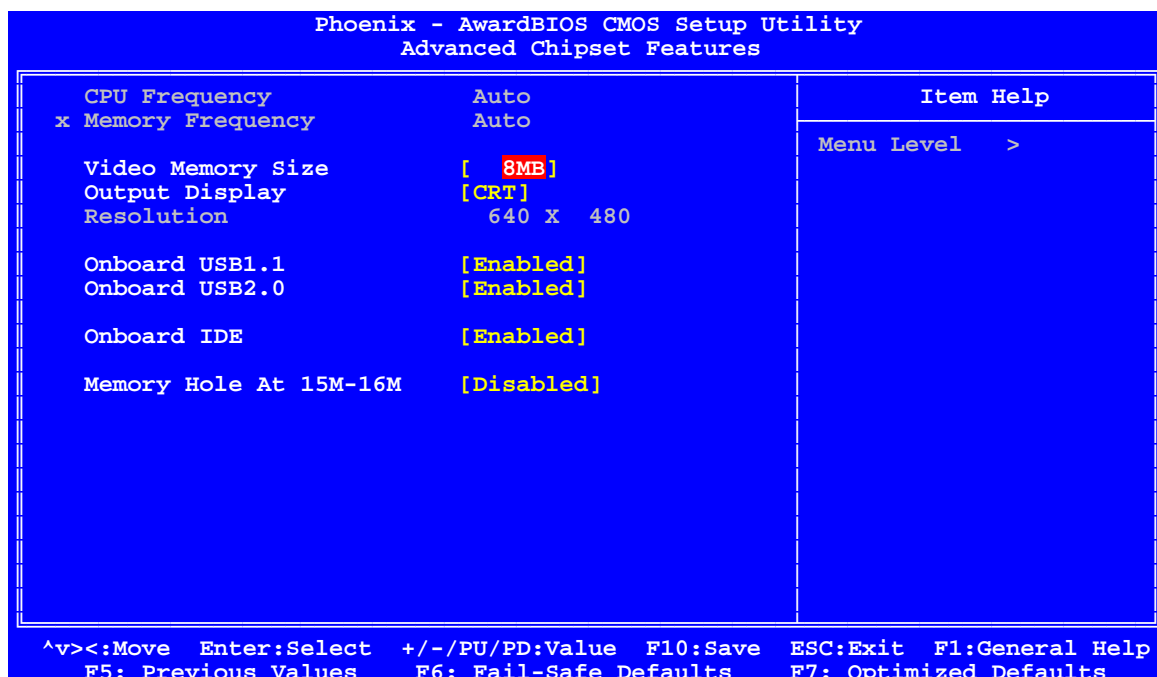 Phoenix - AwardBIOS CMOS Setup Utility
Advanced Chipset Features
CPU Frequency Auto
x Memory Frequency Auto
Video Memory Size [ 8MB]
Output Display [CRT]
Resolution 640 X 480
Onboard USB1.1 [Enabled]
Onboard USB2.0 [Enabled]
Onboard IDE [Enabled]
Memory Hole At 15M-16M [Disabled]
Item Help
Menu Level >
^v><:Move Enter:Select +/-/PU/PD:Value F10:Save ESC:Exit F1:General Help
F5: Previous Values F6: Fail-Safe Defaults F7: Optimized Defaults